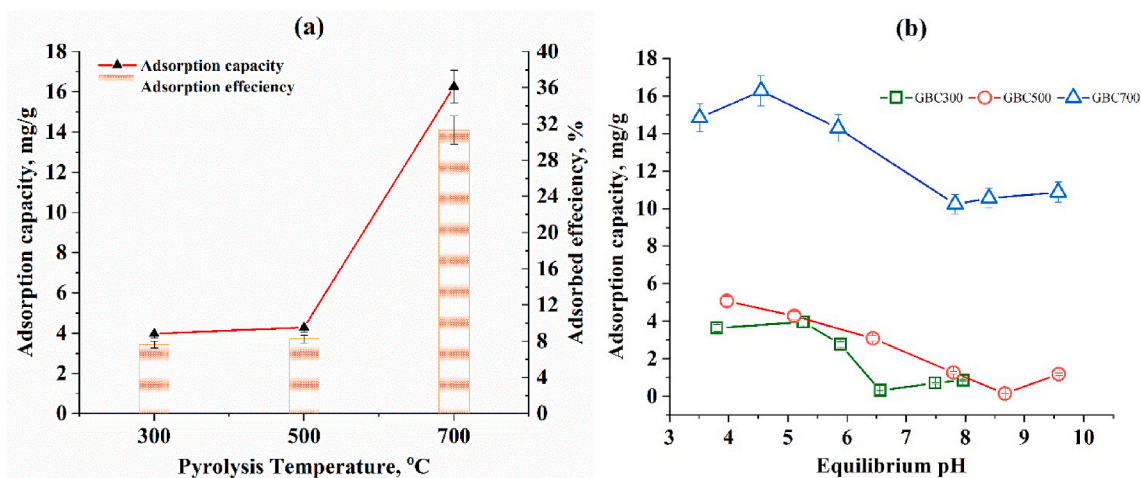 (a)
Adsorption capacity
Adsorption effeciency
Adsorption capacity, mg/g
18
16
14
12
10
8
6
4
2
0
40
36
32
28
24
20
16
12
8
4
0
Adsorbed effeciency, %
300 500 700
Pyrolysis Temperature, °C
(b)
GBC300 GBC500 GBC700
Adsorption capacity, mg/g
18
16
14
12
10
8
6
4
2
0
3 4 5 6 7 8 9 10
Equilibrium pH